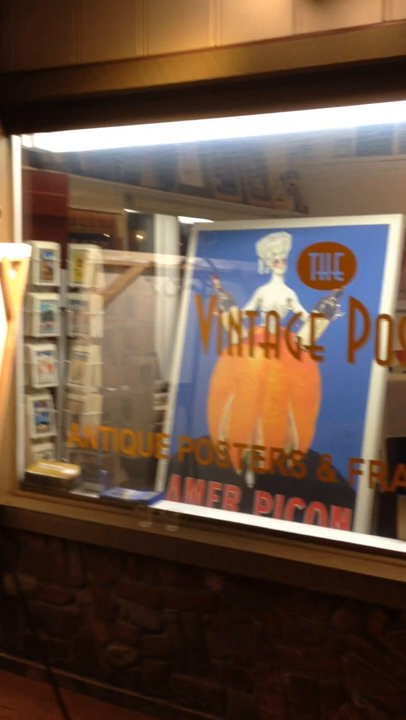 THE
VINTAGE POS
ANTIQUE POSTERS & FRA
AMER PICON